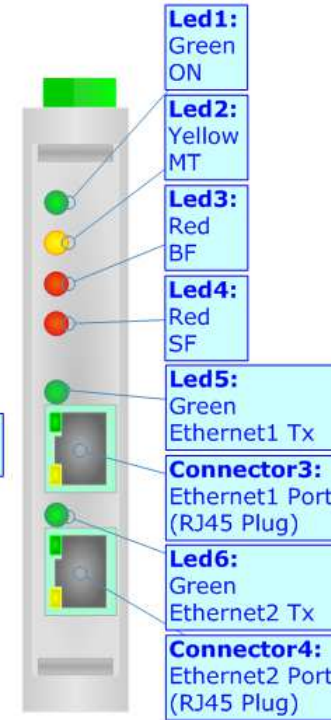 Led1:
Green
ON
Led2:
Yellow
MT
Led3:
Red
BF
Led4:
Red
SF
Led5:
Green
Ethernet1 Tx
Connector3:
Ethernet1 Port
(RJ45 Plug)
Led6:
Green
Ethernet2 Tx
Connector4:
Ethernet2 Port
(RJ45 Plug)